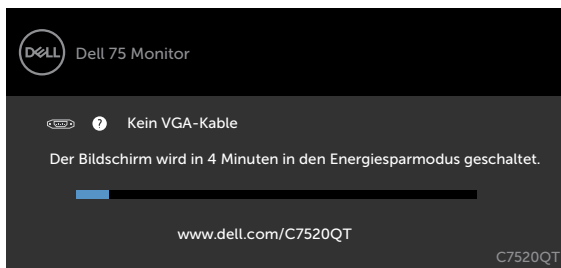 DELL
Dell 75 Monitor
? Kein VGA-Kable
Der Bildschirm wird in 4 Minuten in den Energiesparmodus geschaltet.
www.dell.com/C7520QT
C7520QT